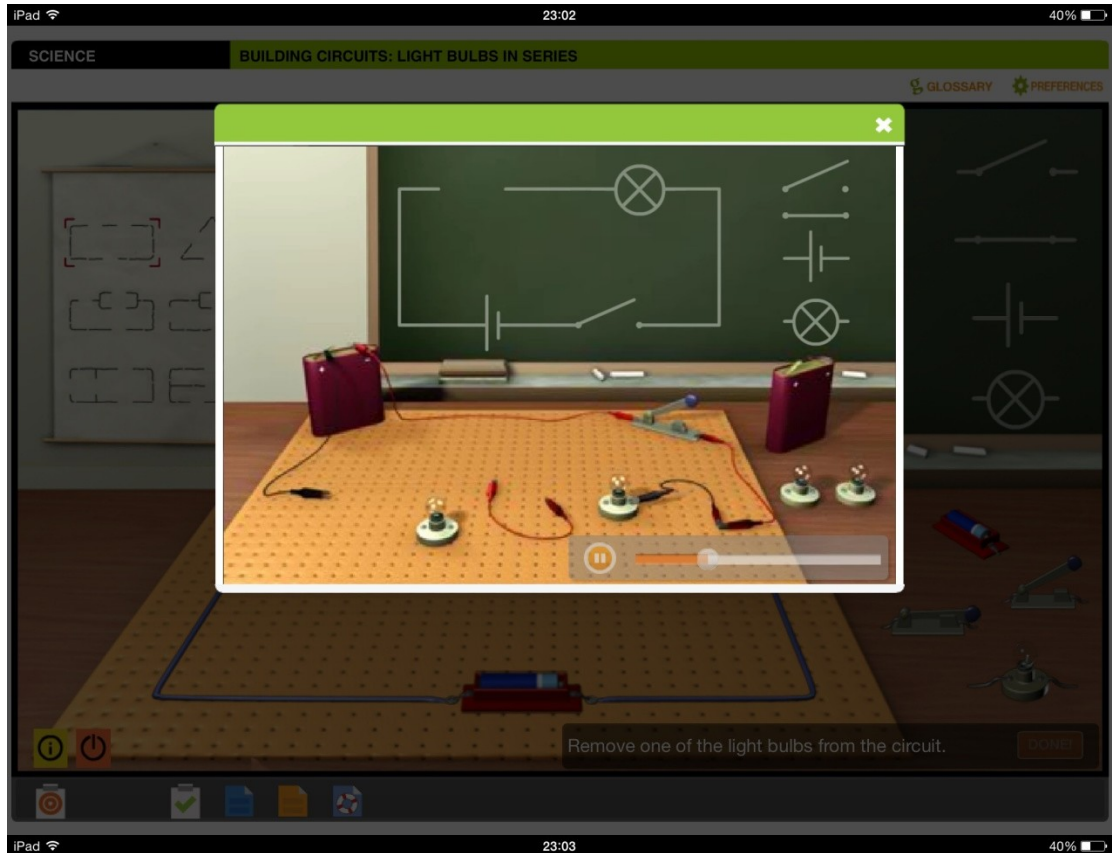 iPad 23:02 40%
SCIENCE BUILDING CIRCUITS: LIGHT BULBS IN SERIES
g GLOSSARY PREFERENCES
Remove one of the light bulbs from the circuit. DONE!
iPad 23:03 40%